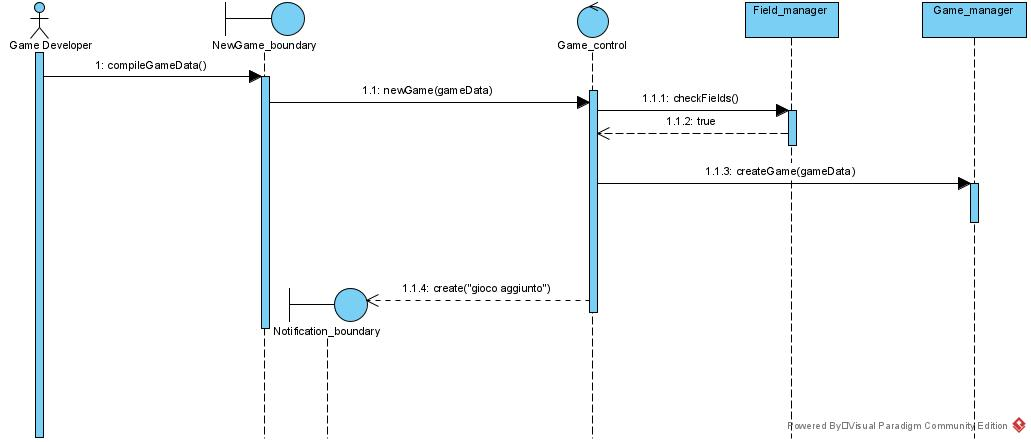 Game Developer
NewGame_boundary
Game_control
Field_manager
Game_manager
1: compileGameData()
1.1: newGame(gameData)
1.1.1: checkFields()
1.1.2: true
1.1.3: createGame(gameData)
1.1.4: create("gioco aggiunto")
Notification_boundary
Powered By Visual Paradigm Community Edition